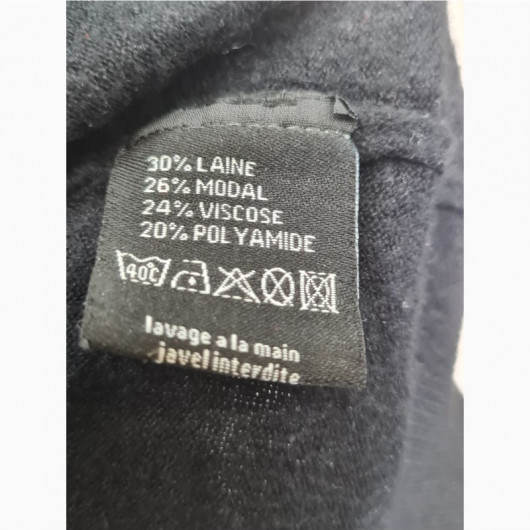 30% LAINE
26% MODAL
24% VISCOSE
20% POLYAMIDE
40°C
lavage a la main
javel interdite